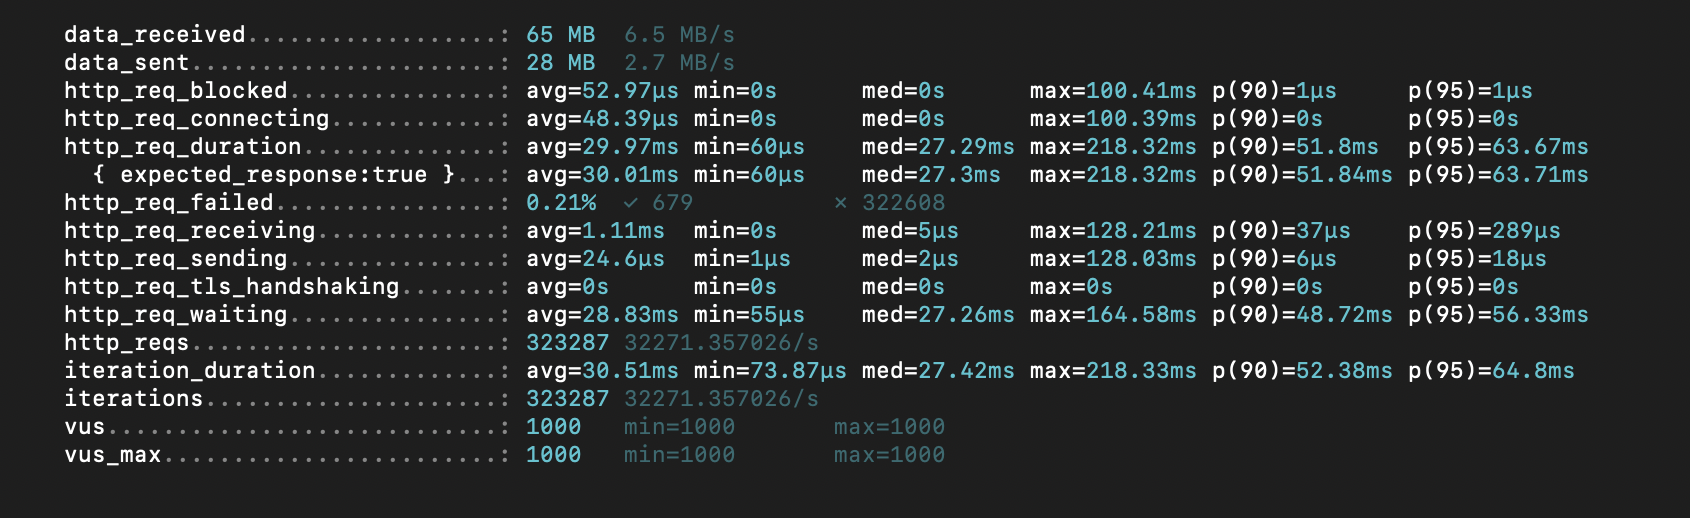 data_received..................: 65 MB  6.5 MB/s
data_sent......................: 28 MB  2.7 MB/s
http_req_blocked...............: avg=52.97µs min=0s      med=0s      max=100.41ms p(90)=1µs     p(95)=1µs
http_req_connecting............: avg=48.39µs min=0s      med=0s      max=100.39ms p(90)=0s      p(95)=0s
http_req_duration..............: avg=29.97ms min=60µs    med=27.29ms max=218.32ms p(90)=51.8ms  p(95)=63.67ms
  { expected_response:true }...: avg=30.01ms min=60µs    med=27.3ms  max=218.32ms p(90)=51.84ms p(95)=63.71ms
http_req_failed................: 0.21%  ✓ 679          ✗ 322608
http_req_receiving.............: avg=1.11ms  min=0s      med=5µs     max=128.21ms p(90)=37µs    p(95)=289µs
http_req_sending...............: avg=24.6µs  min=1µs     med=2µs     max=128.03ms p(90)=6µs     p(95)=18µs
http_req_tls_handshaking.......: avg=0s      min=0s      med=0s      max=0s       p(90)=0s      p(95)=0s
http_req_waiting...............: avg=28.83ms min=55µs    med=27.26ms max=164.58ms p(90)=48.72ms p(95)=56.33ms
http_reqs......................: 323287 32271.357026/s
iteration_duration.............: avg=30.51ms min=73.87µs med=27.42ms max=218.33ms p(90)=52.38ms p(95)=64.8ms
iterations.....................: 323287 32271.357026/s
vus............................: 1000   min=1000       max=1000
vus_max........................: 1000   min=1000       max=1000